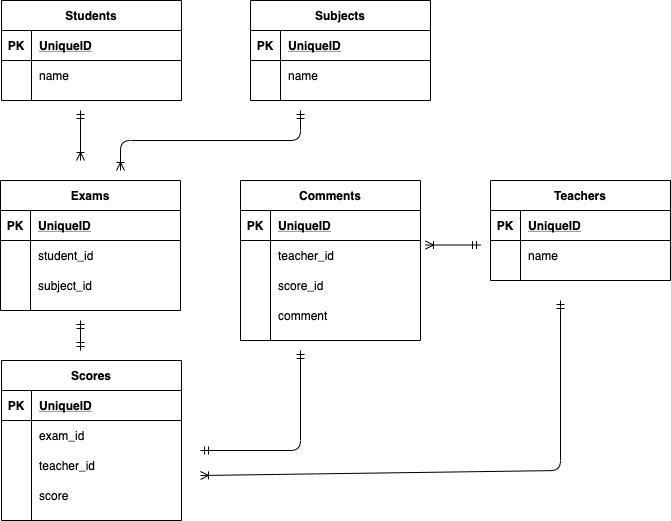 Students
PK UniqueID
name
Subjects
PK UniqueID
name
Exams
PK UniqueID
student_id
subject_id
Comments
PK UniqueID
teacher_id
score_id
comment
Teachers
PK UniqueID
name
Scores
PK UniqueID
exam_id
teacher_id
score